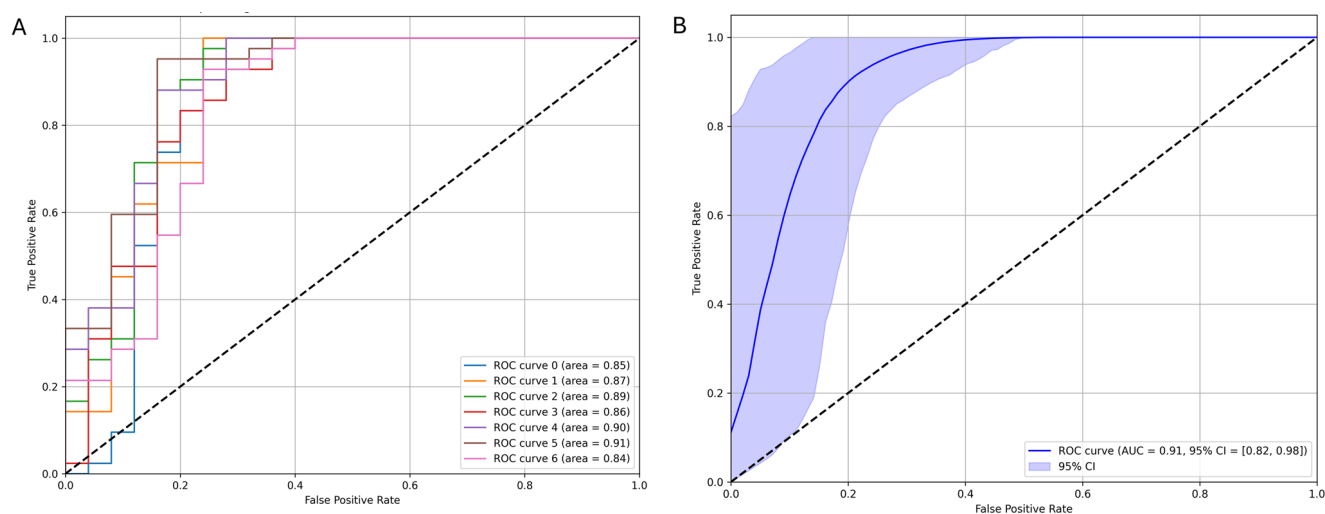 A
1.0
0.8
0.6
0.4
0.2
0.0
True Positive Rate
0.0 0.2 0.4 0.6 0.8 1.0
False Positive Rate
ROC curve 0 (area = 0.85)
ROC curve 1 (area = 0.87)
ROC curve 2 (area = 0.89)
ROC curve 3 (area = 0.86)
ROC curve 4 (area = 0.90)
ROC curve 5 (area = 0.91)
ROC curve 6 (area = 0.84)
B
1.0
0.8
0.6
0.4
0.2
0.0
True Positive Rate
0.0 0.2 0.4 0.6 0.8 1.0
False Positive Rate
ROC curve (AUC = 0.91, 95% CI = [0.82, 0.98])
95% CI